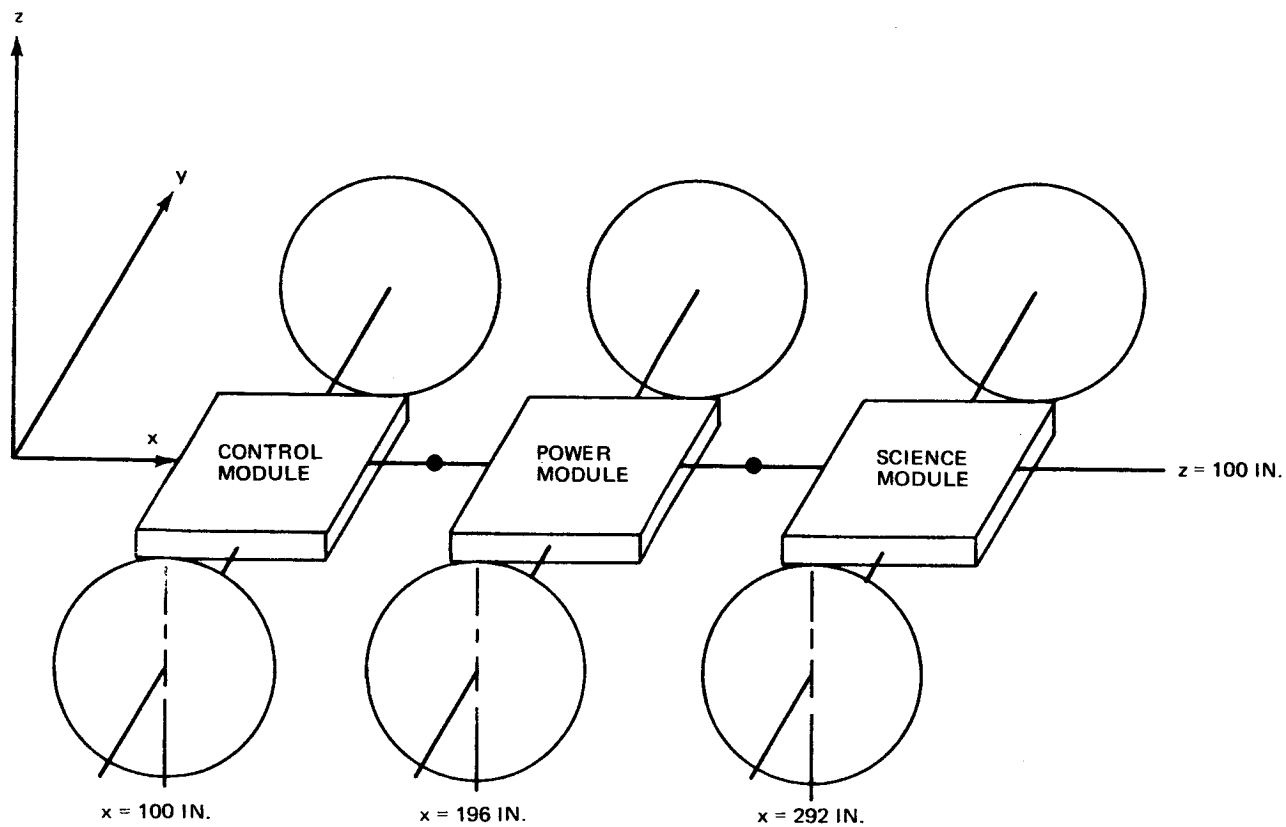 z
y
x
CONTROL
MODULE
POWER
MODULE
SCIENCE
MODULE
z = 100 IN.
x = 100 IN.
x = 196 IN.
x = 292 IN.